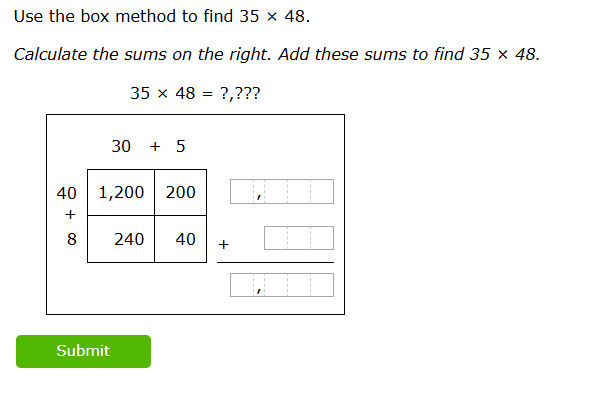 Use the box method to find 35 × 48.
Calculate the sums on the right. Add these sums to find 35 × 48.
35 × 48 = ?,???
30 + 5
40 1,200 200 ,
+
8 240 40 +
,
Submit